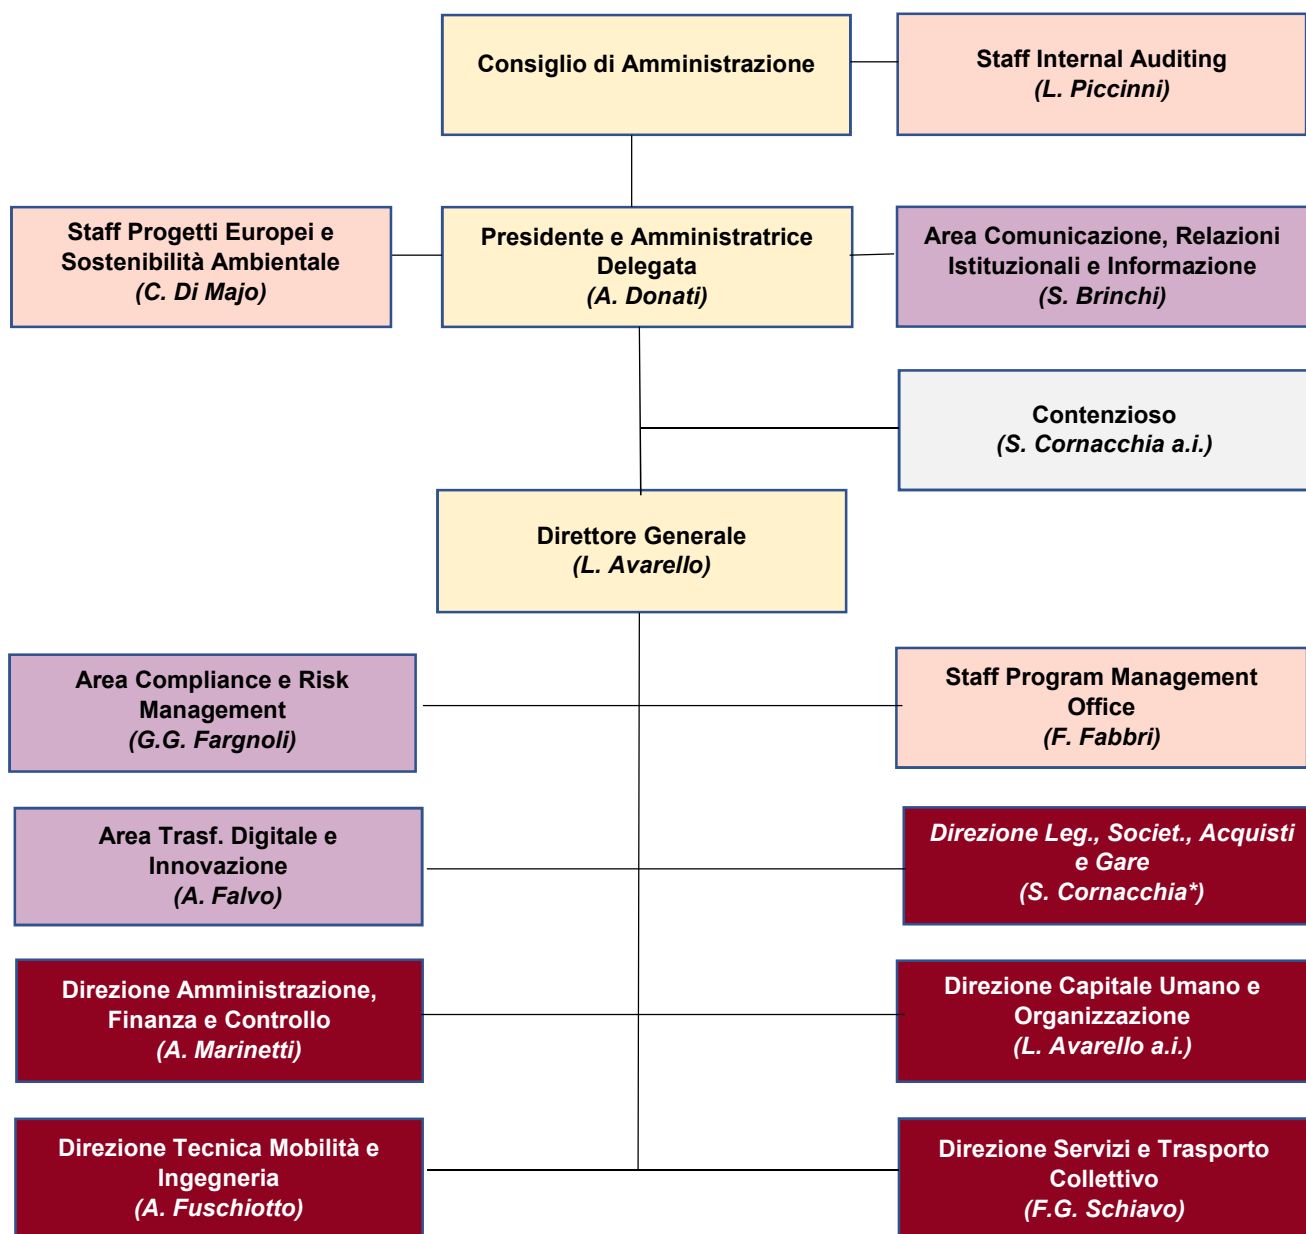 Consiglio di Amministrazione
Staff Internal Auditing
(L. Piccinni)
Staff Progetti Europei e
Sostenibilità Ambientale
(C. Di Majo)
Presidente e Amministratrice
Delegata
(A. Donati)
Area Comunicazione, Relazioni
Istituzionali e Informazione
(S. Brinchi)
Contenzioso
(S. Cornacchia a.i.)
Direttore Generale
(L. Avarello)
Area Compliance e Risk
Management
(G.G. Fargnoli)
Staff Program Management
Office
(F. Fabbri)
Area Trasf. Digitale e
Innovazione
(A. Falvo)
Direzione Leg., Societ., Acquisti
e Gare
(S. Cornacchia*)
Direzione Amministrazione,
Finanza e Controllo
(A. Marinetti)
Direzione Capitale Umano e
Organizzazione
(L. Avarello a.i.)
Direzione Tecnica Mobilità e
Ingegneria
(A. Fuschiotto)
Direzione Servizi e Trasporto
Collettivo
(F.G. Schiavo)